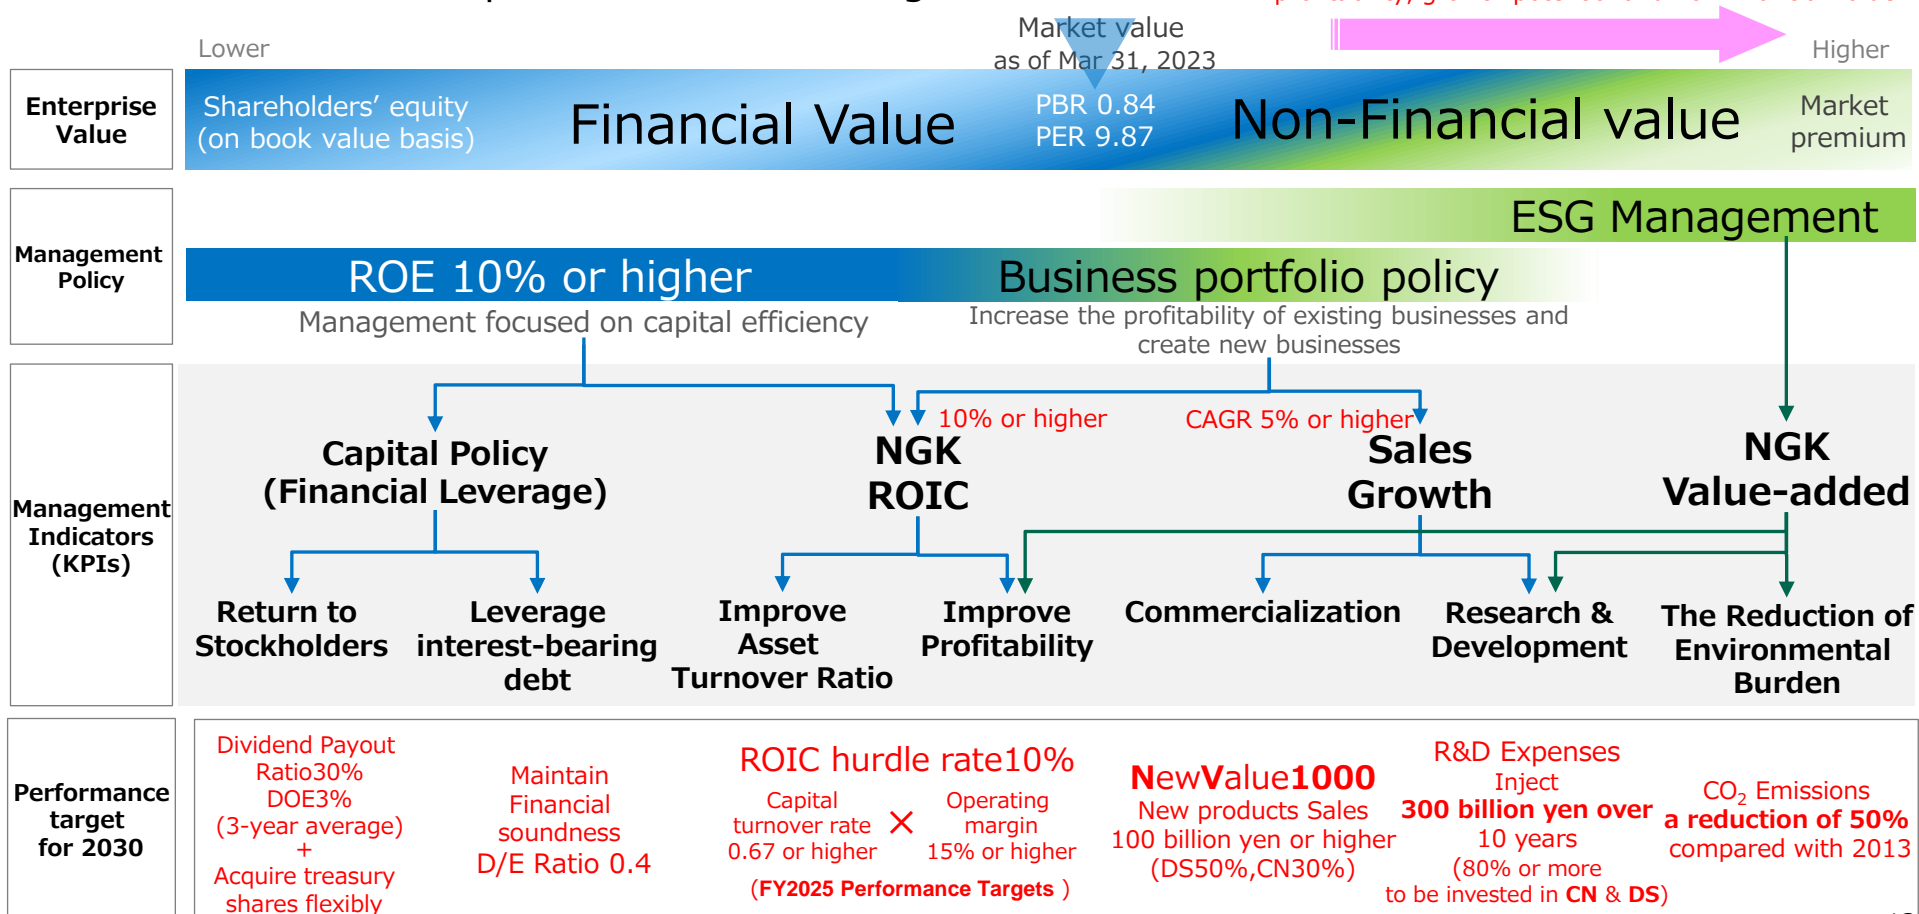 Lower
Market value
as of Mar 31, 2023
Higher
Enterprise
Value
Shareholders' equity
(on book value basis)
Financial Value
PBR 0.84
PER 9.87
Non-Financial value
Market
premium
Management
Policy
ESG Management
ROE 10% or higher
Business portfolio policy
Management focused on capital efficiency
Increase the profitability of existing businesses and
create new businesses
Management
Indicators
(KPIs)
10% or higher
CAGR 5% or higher
Capital Policy
(Financial Leverage)
NGK
ROIC
Sales
Growth
NGK
Value-added
Return to
Stockholders
Leverage
interest-bearing
debt
Improve
Asset
Turnover Ratio
Improve
Profitability
Commercialization
Research &
Development
The Reduction of
Environmental
Burden
Performance
target
for 2030
Dividend Payout
Ratio30%
DOE3%
(3-year average)
+
Acquire treasury
shares flexibly
Maintain
Financial
soundness
D/E Ratio 0.4
ROIC hurdle rate10%
Capital
turnover rate
0.67 or higher
×
Operating
margin
15% or higher
(FY2025 Performance Targets )
NewValue1000
New products Sales
100 billion yen or higher
(DS50%,CN30%)
R&D Expenses
Inject
300 billion yen over
10 years
(80% or more
to be invested in CN & DS)
CO2 Emissions
a reduction of 50%
compared with 2013